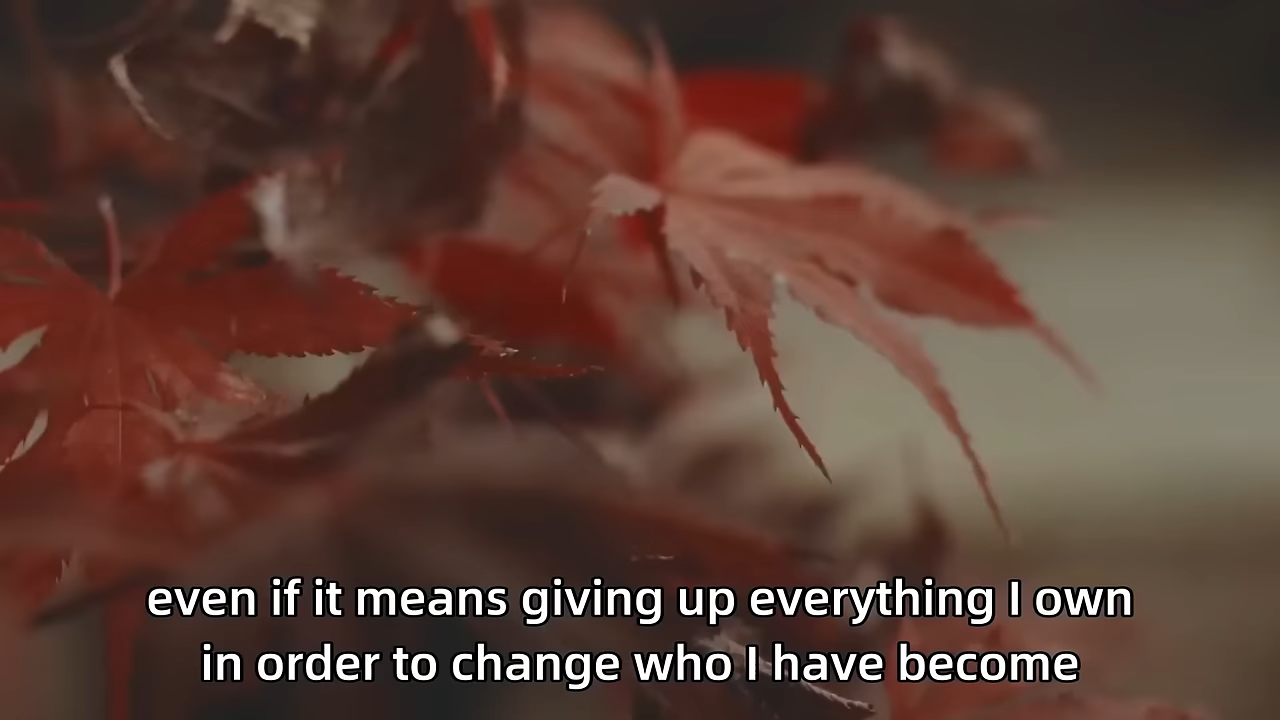 even if it means giving up everything I own
in order to change who I have become